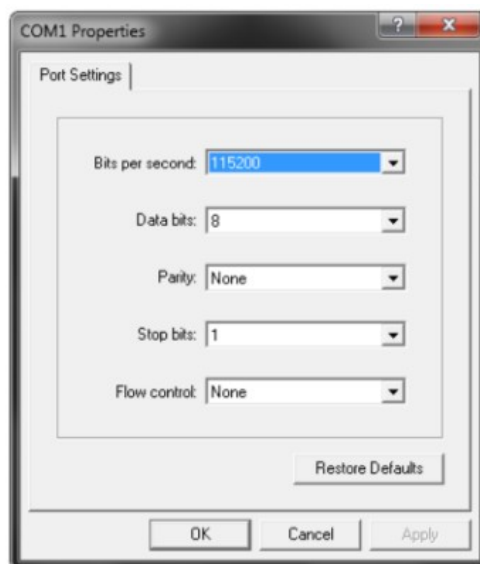 COM1 Properties
Port Settings
Bits per second: 115200
Data bits: 8
Parity: None
Stop bits: 1
Flow control: None
Restore Defaults
OK Cancel Apply